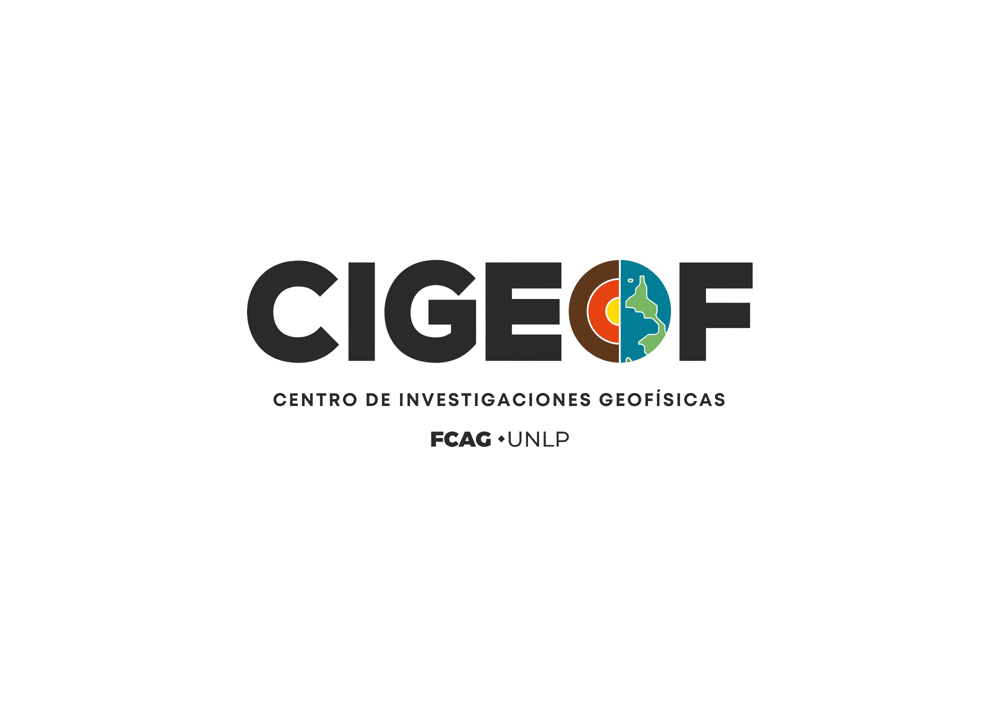 CIGEOF
CENTRO DE INVESTIGACIONES GEOFÍSICAS
FCAG ◆ UNLP